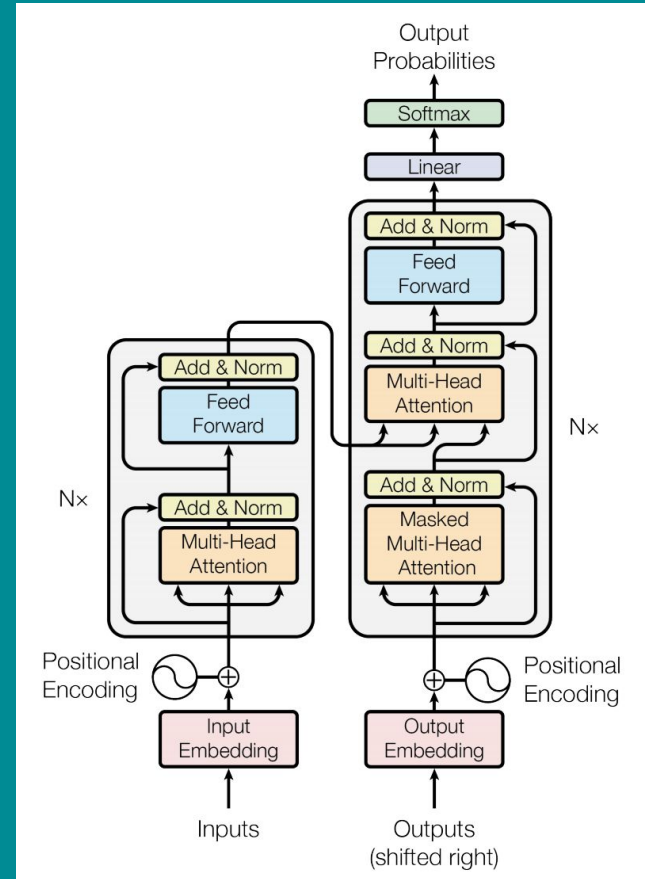 Output
Probabilities
Softmax
Linear
Add & Norm
Feed
Forward
Add & Norm
Multi-Head
Attention
Add & Norm
Masked
Multi-Head
Attention
N×
Add & Norm
Feed
Forward
Add & Norm
Multi-Head
Attention
N×
Positional
Encoding
Positional
Encoding
Input
Embedding
Output
Embedding
Inputs
Outputs
(shifted right)